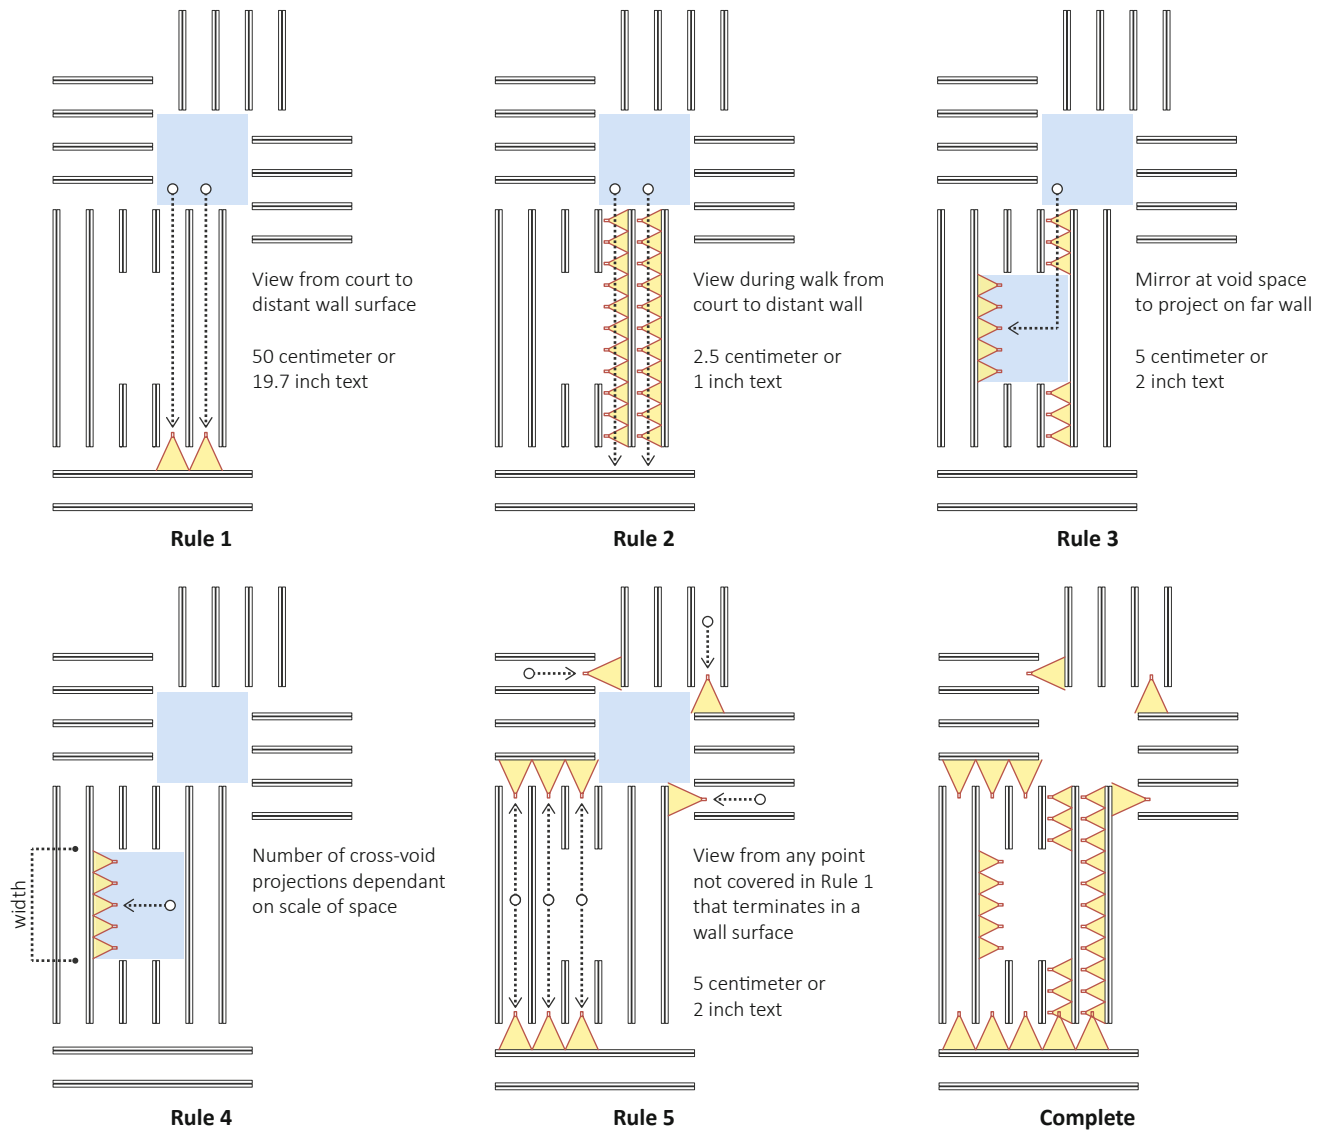 View from court to
distant wall surface
50 centimeter or
19.7 inch text
Rule 1
View during walk from
court to distant wall
2.5 centimeter or
1 inch text
Rule 2
Mirror at void space
to project on far wall
5 centimeter or
2 inch text
Rule 3
width
Number of cross-void
projections dependant
on scale of space
Rule 4
View from any point
not covered in Rule 1
that terminates in a
wall surface
5 centimeter or
2 inch text
Rule 5
Complete